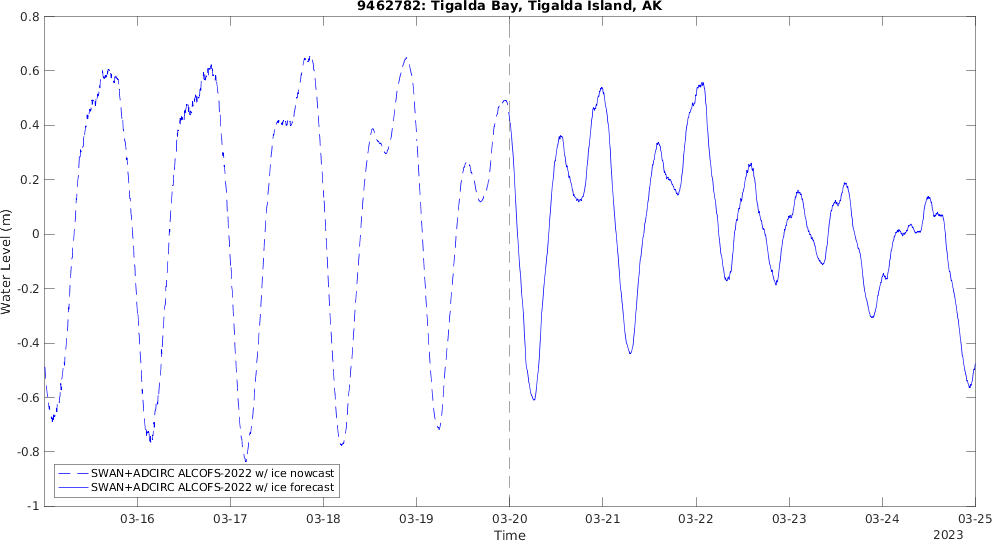 9462782: Tigalda Bay, Tigalda Island, AK
0.8
0.6
0.4
0.2
0
-0.2
-0.4
-0.6
-0.8
-1
Water Level (m)
SWAN+ADCIRC ALCOFS-2022 w/ ice nowcast
SWAN+ADCIRC ALCOFS-2022 w/ ice forecast
03-16 03-17 03-18 03-19 03-20 03-21 03-22 03-23 03-24 03-25
Time
2023